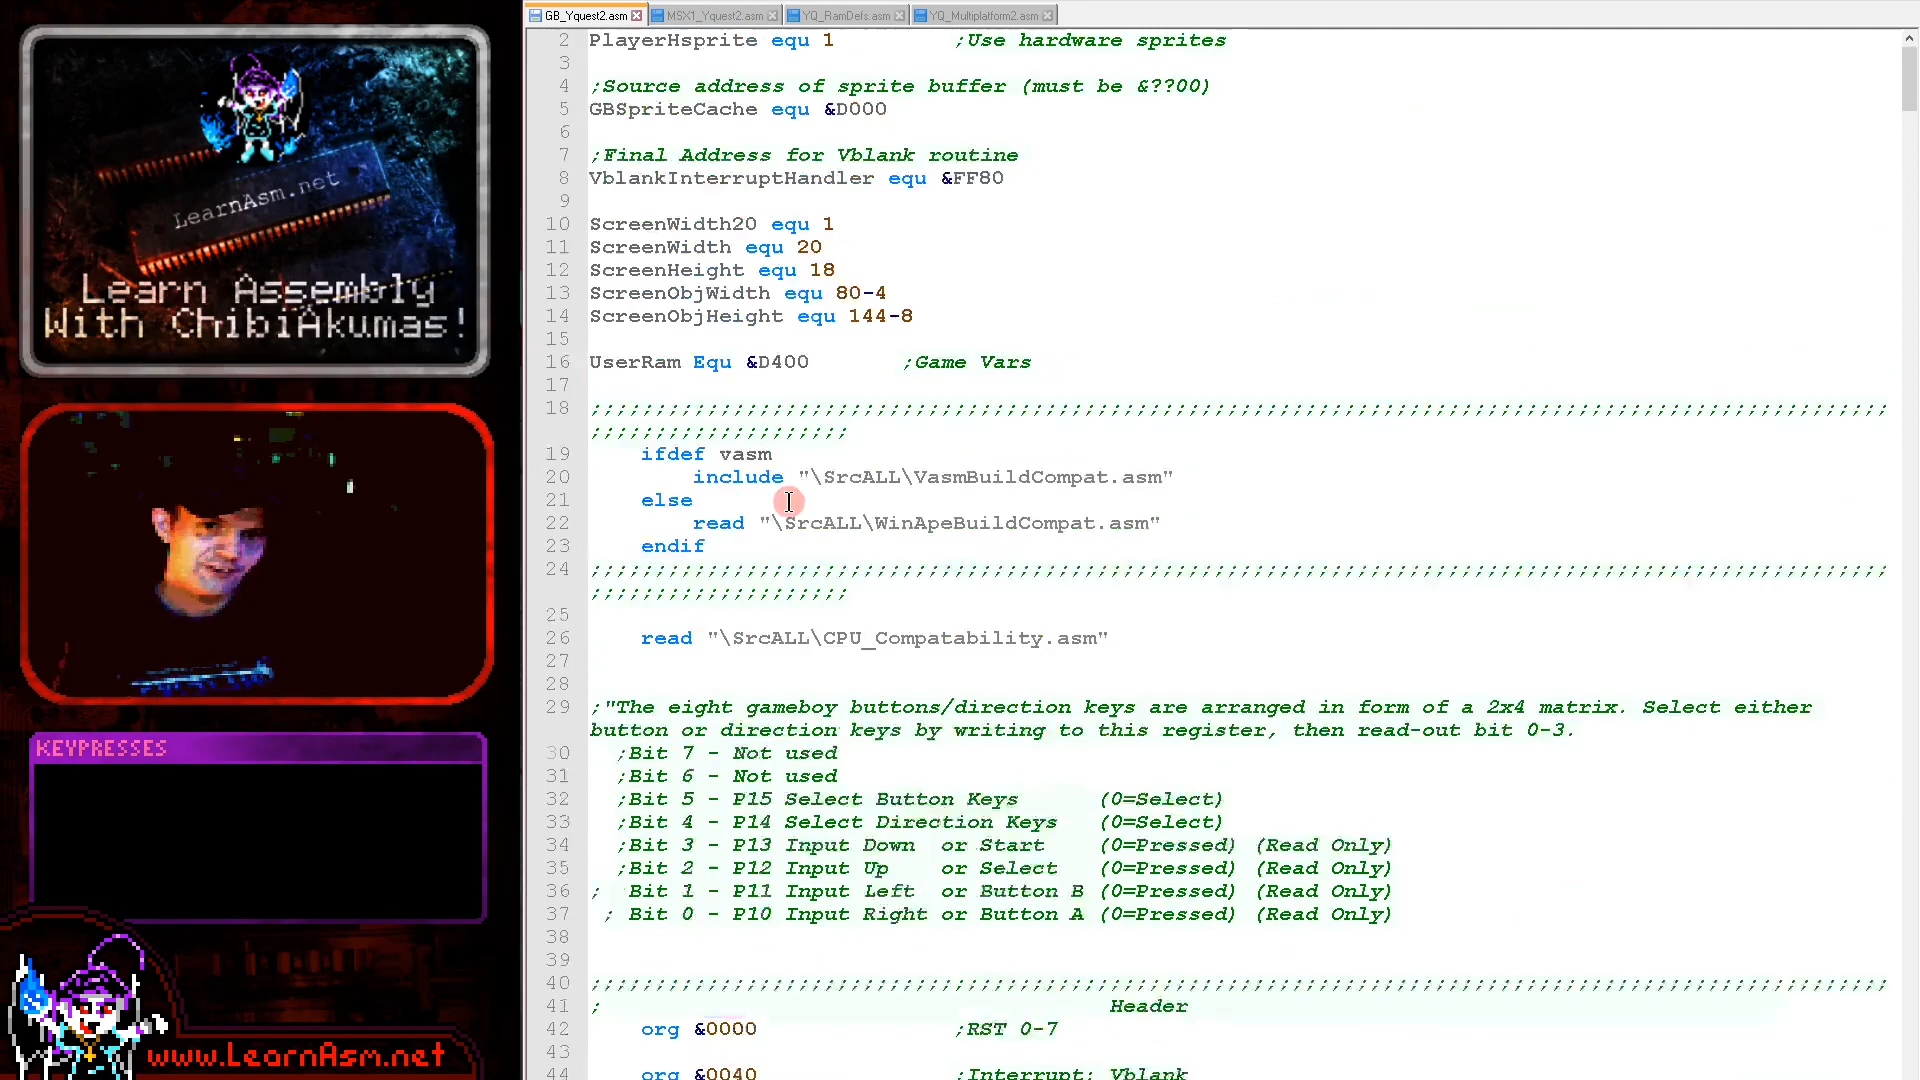 GB_Yquest2.asm MSX1_Yquest2.asm YQ_RamDefs.asm YQ_Multiplatform2.asm
LearnAsm.net
Learn Assembly
With ChibiAkumas!
KEYPRESSES
www.LearnAsm.net
2 PlayerHsprite equ 1 ;Use hardware sprites
3
4 ;Source address of sprite buffer (must be &??00)
5 GBSpriteCache equ &D000
6
7 ;Final Address for Vblank routine
8 VblankInterruptHandler equ &FF80
9
10 ScreenWidth20 equ 1
11 ScreenWidth equ 20
12 ScreenHeight equ 18
13 ScreenObjWidth equ 80-4
14 ScreenObjHeight equ 144-8
15
16 UserRam Equ &D400 ;Game Vars
17
18 ;;;;;;;;;;;;;;;;;;;;;;;;;;;;;;;;;;;;;;;;;;;;;;;;;;;;;;;;;;;;;;;;;;;;;;;;;;;;;;;;;;;;;;;;;;;;;;;;;;;;
;;;;;;;;;;;;;;;;;;;;
19 ifdef vasm
20 include "\SrcALL\VasmBuildCompat.asm"
21 else
22 read "\SrcALL\WinApeBuildCompat.asm"
23 endif
24 ;;;;;;;;;;;;;;;;;;;;;;;;;;;;;;;;;;;;;;;;;;;;;;;;;;;;;;;;;;;;;;;;;;;;;;;;;;;;;;;;;;;;;;;;;;;;;;;;;;;;
;;;;;;;;;;;;;;;;;;;;
25
26 read "\SrcALL\CPU_Compatability.asm"
27
28
29 ;"The eight gameboy buttons/direction keys are arranged in form of a 2x4 matrix. Select either
button or direction keys by writing to this register, then read-out bit 0-3.
30 ;Bit 7 - Not used
31 ;Bit 6 - Not used
32 ;Bit 5 - P15 Select Button Keys (0=Select)
33 ;Bit 4 - P14 Select Direction Keys (0=Select)
34 ;Bit 3 - P13 Input Down or Start (0=Pressed) (Read Only)
35 ;Bit 2 - P12 Input Up or Select (0=Pressed) (Read Only)
36 ; Bit 1 - P11 Input Left or Button B (0=Pressed) (Read Only)
37 ; Bit 0 - P10 Input Right or Button A (0=Pressed) (Read Only)
38
39
40 ;;;;;;;;;;;;;;;;;;;;;;;;;;;;;;;;;;;;;;;;;;;;;;;;;;;;;;;;;;;;;;;;;;;;;;;;;;;;;;;;;;;;;;;;;;;;;;;;;;;;
41 ; Header
42 org &0000 ;RST 0-7
43
44 org &0040 ;Interrupt: Vblank